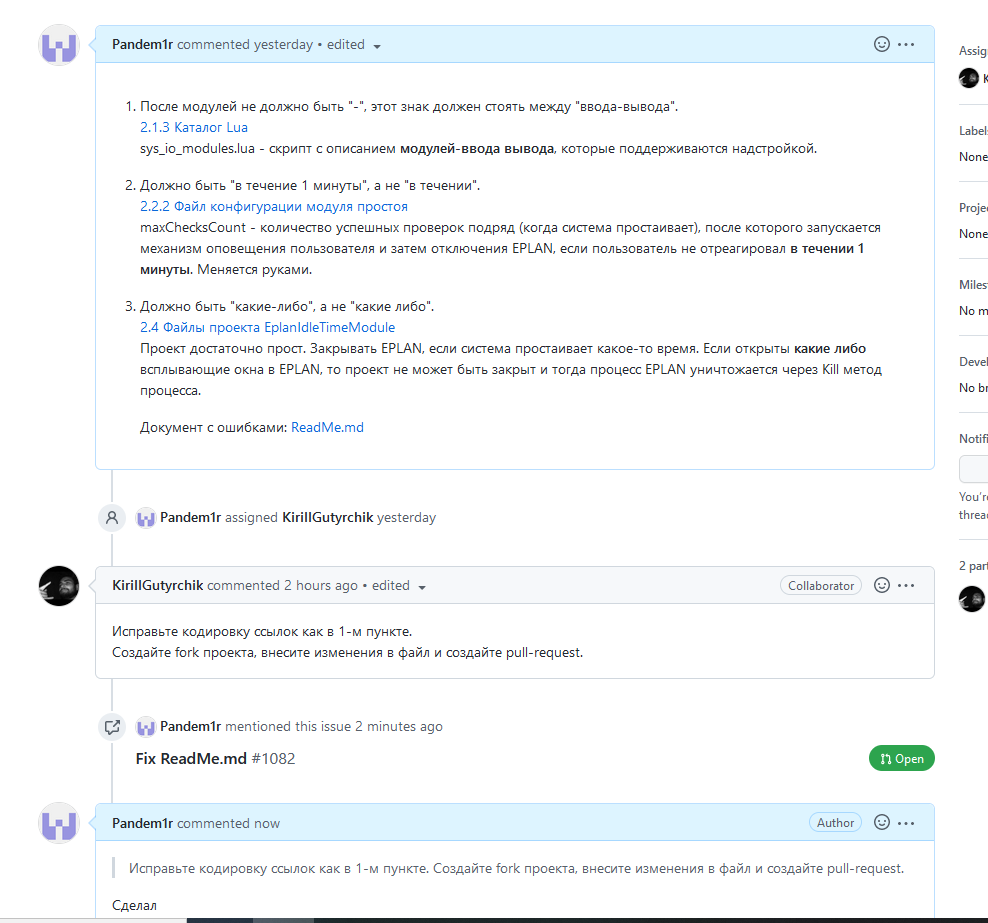 Pandem1r commented yesterday • edited
Assig
K
1. После модулей не должно быть "-", этот знак должен стоять между "ввода-вывода".
2.1.3 Каталог Lua
sys_io_modules.lua - скрипт с описанием модулей-ввода вывода, которые поддерживаются надстройкой.
Labels
None
2. Должно быть "в течение 1 минуты", а не "в течении".
2.2.2 Файл конфигурации модуля простоя
maxChecksCount - количество успешных проверок подряд (когда система простаивает), после которого запускается
механизм оповещения пользователя и затем отключения EPLAN, если пользователь не отреагировал в течении 1
минуты. Меняется руками.
Projec
None
3. Должно быть "какие-либо", а не "какие либо".
2.4 Файлы проекта EplanIdleTimeModule
Проект достаточно прост. Закрывать EPLAN, если система простаивает какое-то время. Если открыты какие либо
всплывающие окна в EPLAN, то проект не может быть закрыт и тогда процесс EPLAN уничтожается через Kill метод
процесса.
Miles
No m
Devel
No br
Документ с ошибками: ReadMe.md
Notifi
You're
threa
Pandem1r assigned KirillGutyrchik yesterday
2 part
KirillGutyrchik commented 2 hours ago • edited
Collaborator
Исправьте кодировку ссылок как в 1-м пункте.
Создайте fork проекта, внесите изменения в файл и создайте pull-request.
Pandem1r mentioned this issue 2 minutes ago
Fix ReadMe.md #1082
Open
Pandem1r commented now
Author
Исправьте кодировку ссылок как в 1-м пункте. Создайте fork проекта, внесите изменения в файл и создайте pull-request.
Сделал